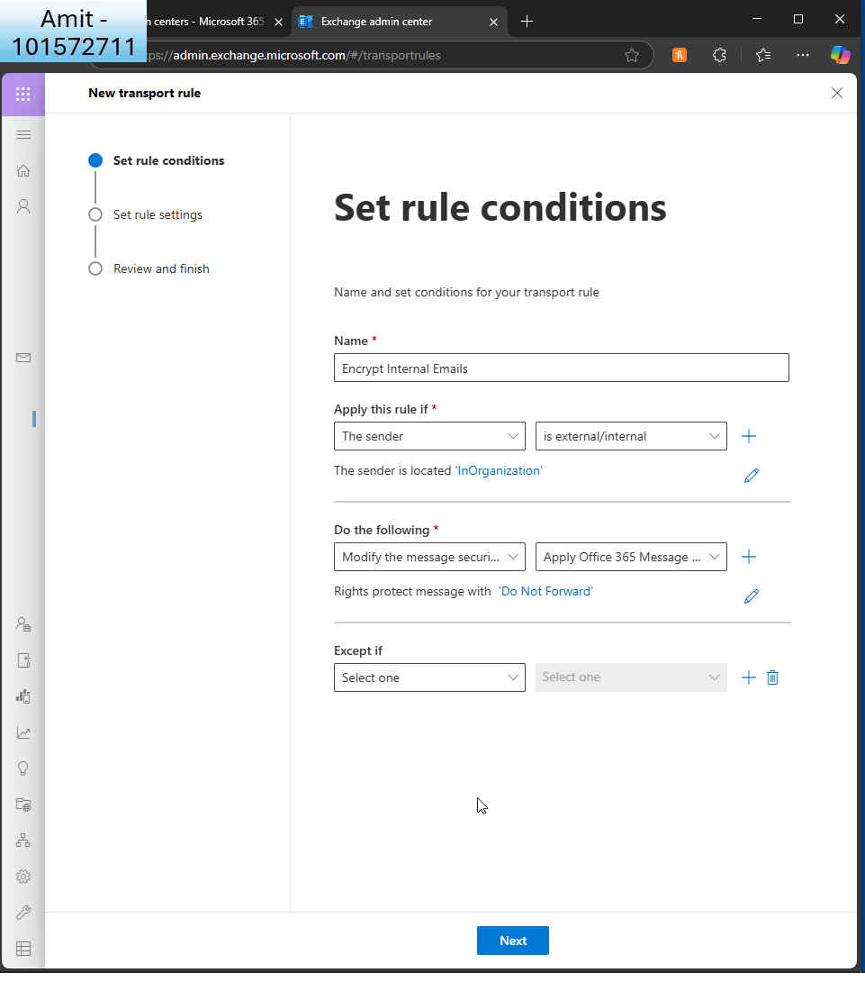 Amit -
101572711
n centers - Microsoft 365
Exchange admin center
ps://admin.exchange.microsoft.com/#/transportrules
New transport rule
Set rule conditions
Set rule settings
Review and finish
Set rule conditions
Name and set conditions for your transport rule
Name *
Encrypt Internal Emails
Apply this rule if *
The sender
is external/internal
The sender is located 'InOrganization'
Do the following *
Modify the message securi...
Apply Office 365 Message ...
Rights protect message with 'Do Not Forward'
Except if
Select one
Select one
Next